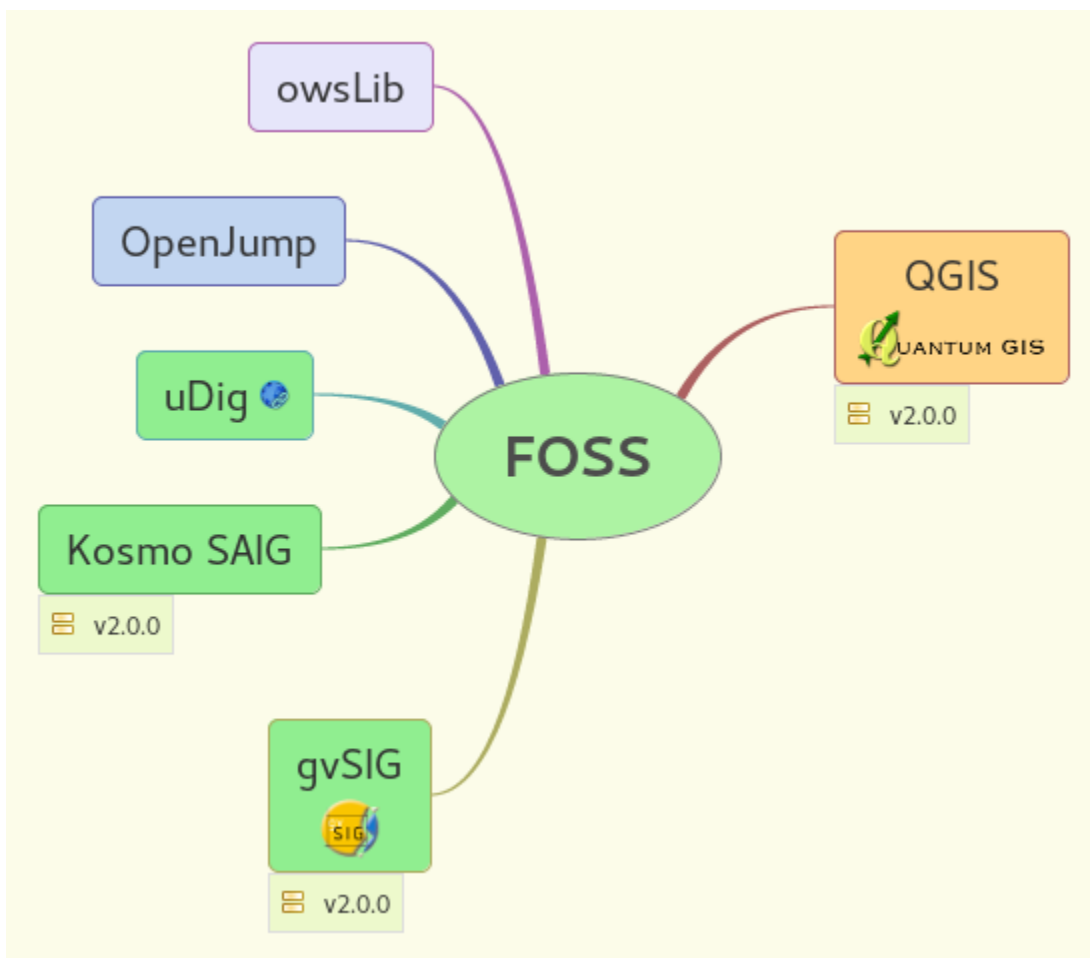 owsLib
OpenJump
QGIS
QUANTUM GIS
uDig
v2.0.0
FOSS
Kosmo SAIG
v2.0.0
gvSIG
SIG
v2.0.0